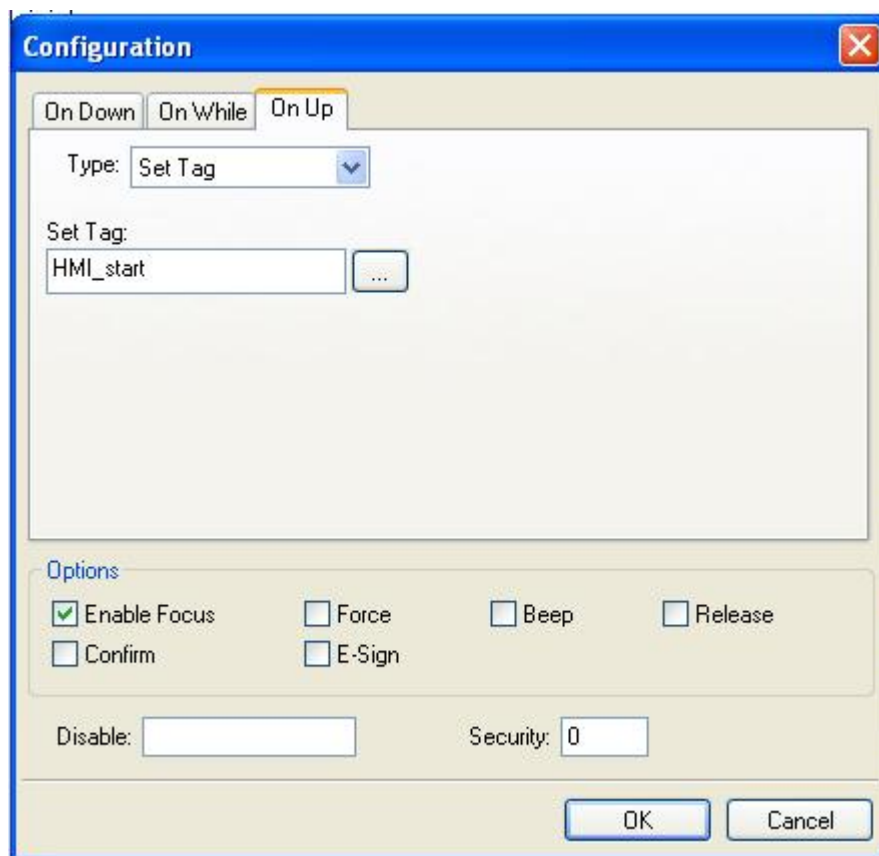 Configuration
On Down On While On Up
Type: Set Tag
Set Tag:
HMI_start ...
Options
Enable Focus Force Beep Release
Confirm E-Sign
Disable: Security: 0
OK Cancel